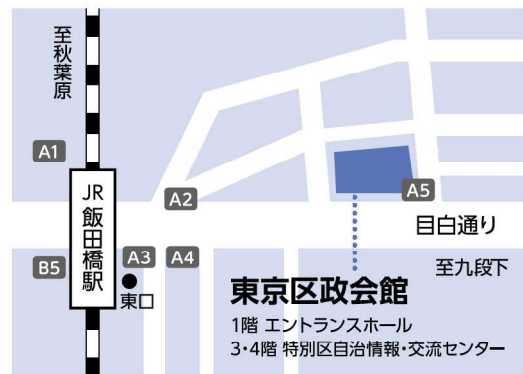 至秋葉原
A1
A2
A5
JR 飯田橋駅
目白通り
至九段下
B5
A3
A4
東口
東京区政会館
1階 エントランスホール
3・4階 特別区自治情報・交流センター